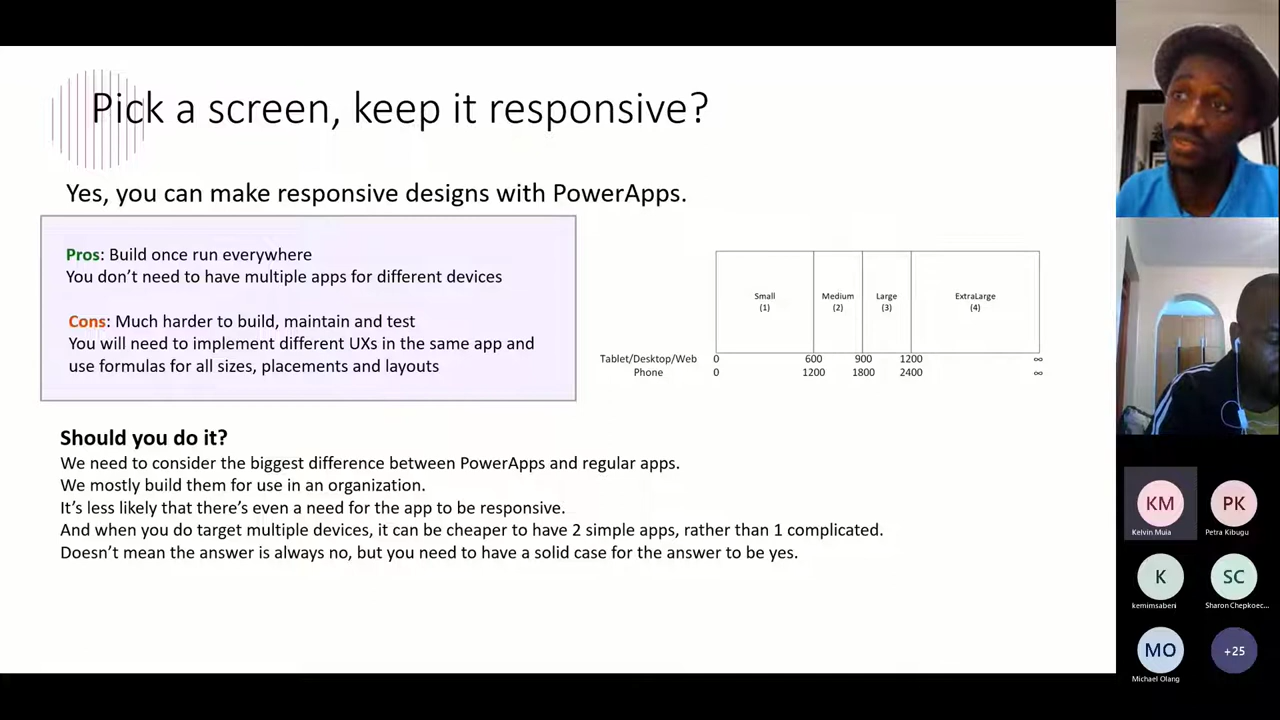 Pick a screen, keep it responsive?
Yes, you can make responsive designs with PowerApps.
Pros: Build once run everywhere
You don’t need to have multiple apps for different devices
Cons: Much harder to build, maintain and test
You will need to implement different UXs in the same app and
use formulas for all sizes, placements and layouts
Small
(1)
Medium
(2)
Large
(3)
ExtraLarge
(4)
Tablet/Desktop/Web 0 600 900 1200 ∞
Phone 0 1200 1800 2400 ∞
Should you do it?
We need to consider the biggest difference between PowerApps and regular apps.
We mostly build them for use in an organization.
It’s less likely that there’s even a need for the app to be responsive.
And when you do target multiple devices, it can be cheaper to have 2 simple apps, rather than 1 complicated.
Doesn’t mean the answer is always no, but you need to have a solid case for the answer to be yes.
KM
Kelvin Muia
PK
Petra Kibugu
K
kemimsabeni
SC
Sharon Chepkoec...
MO
Michael Olang
+25